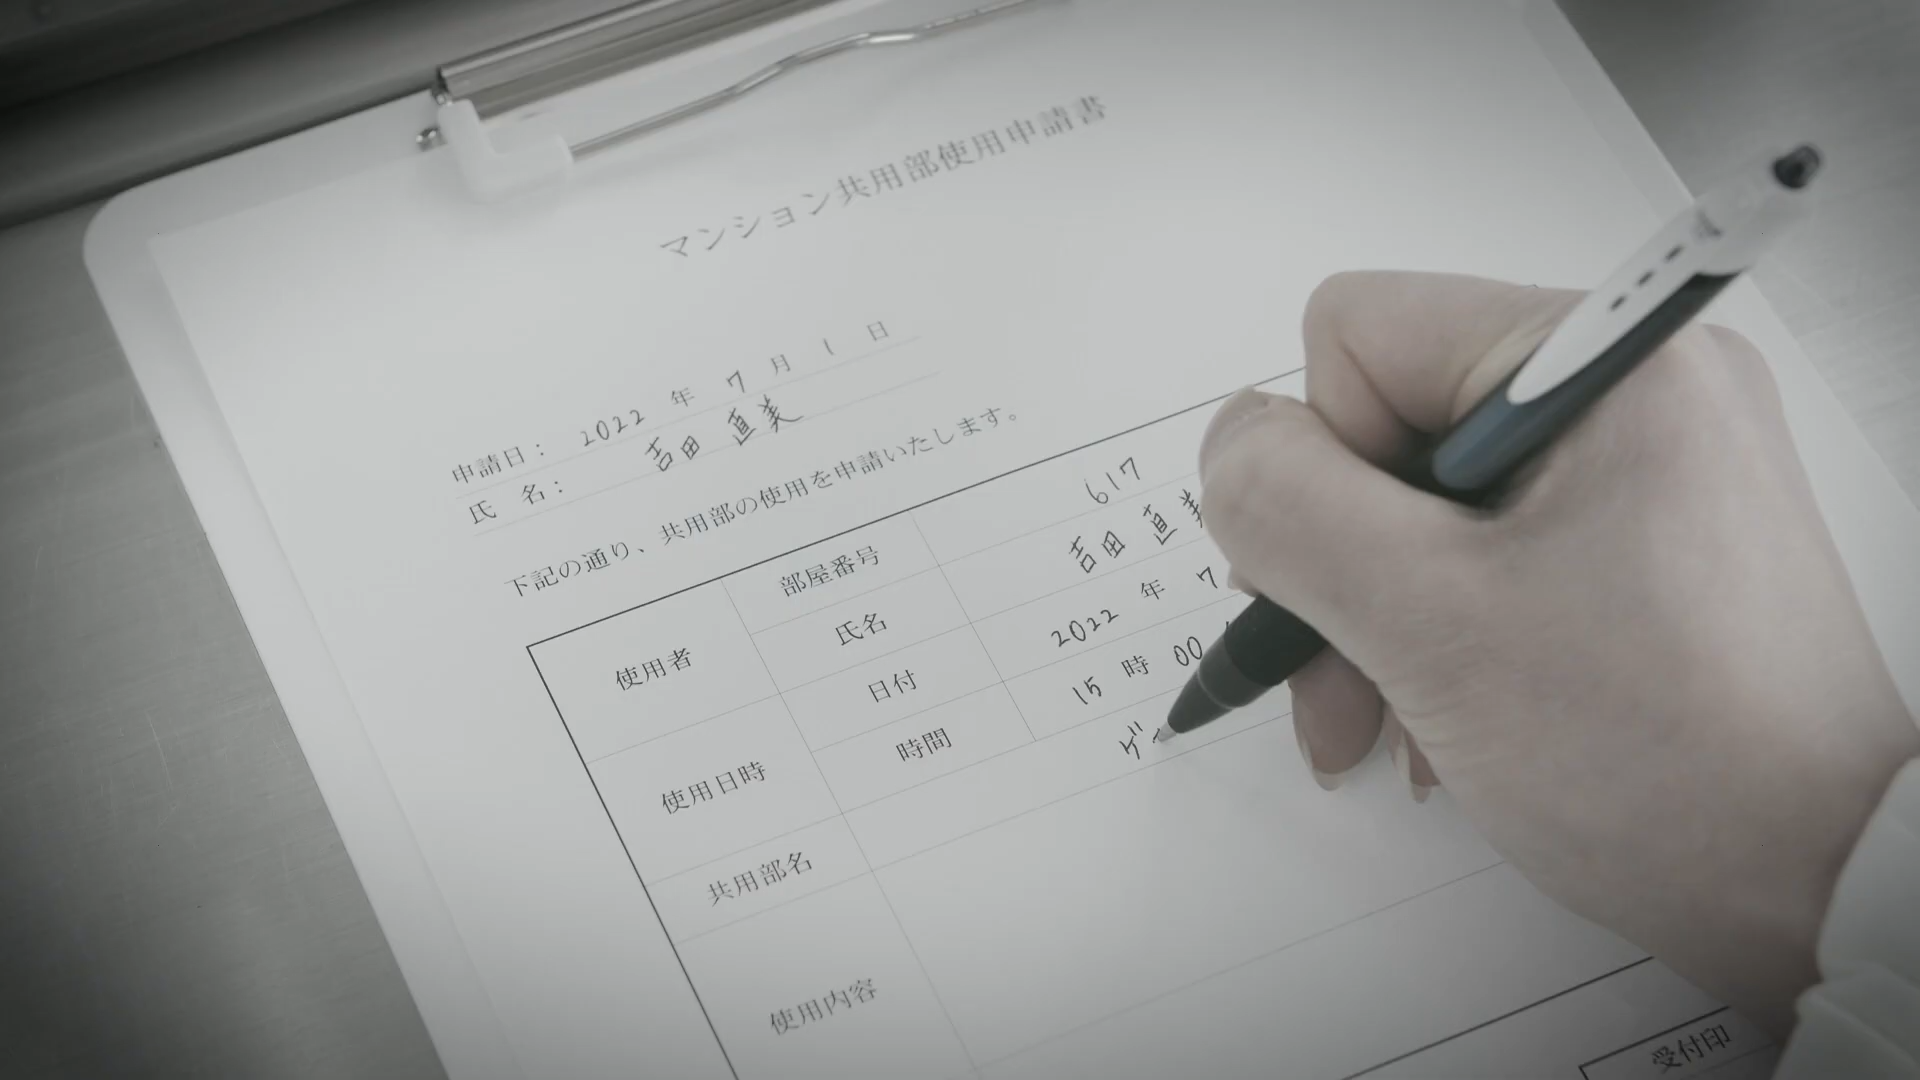 マンション共用部使用申請書
申請日： 2022 年 7 月 1 日
氏 名： 吉田 直美
下記の通り、共用部の使用を申請いたします。
使用者
部屋番号 617
氏名 吉田 直美
使用日時
日付 2022 年 7
時間 15 時 00
共用部名 ゲー
使用内容
受付印